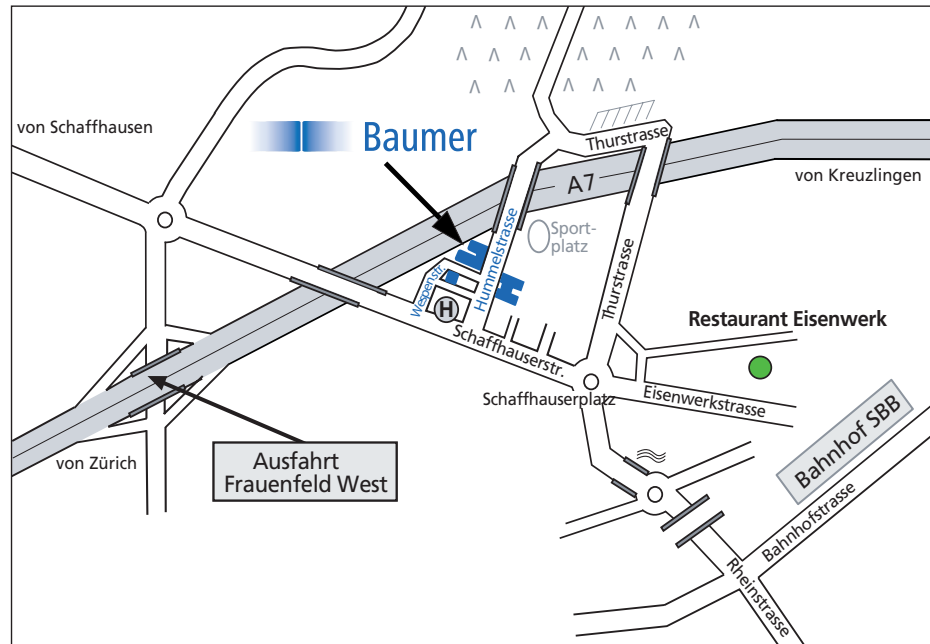 von Schaffhausen
Baumer
Thurstrasse
A7
von Kreuzlingen
Sport-
platz
Hummelstrasse
Wespenstr.
H
Thurstrasse
Schaffhauserstr.
Restaurant Eisenwerk
Schaffhauserplatz
Eisenwerkstrasse
von Zürich
Ausfahrt
Frauenfeld West
Bahnhof SBB
Bahnhofstrasse
Rheinstrasse